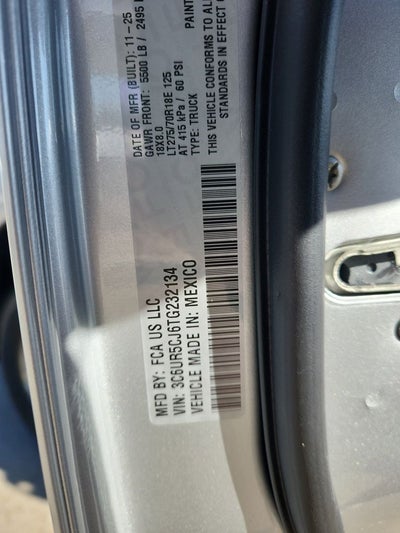 MFD BY: FCA US LLC
DATE OF MFR (BUILT): 11-25
GAWR FRONT: 5500 LB / 2495
18X8.0
LT275/70R18E 125
AT 415 kPa / 60 PSI
TYPE: TRUCK
PAINT
THIS VEHICLE CONFORMS TO ALL
STANDARDS IN EFFECT
VIN: 3C6UR5CJ6TG232134
VEHICLE MADE IN: MEXICO